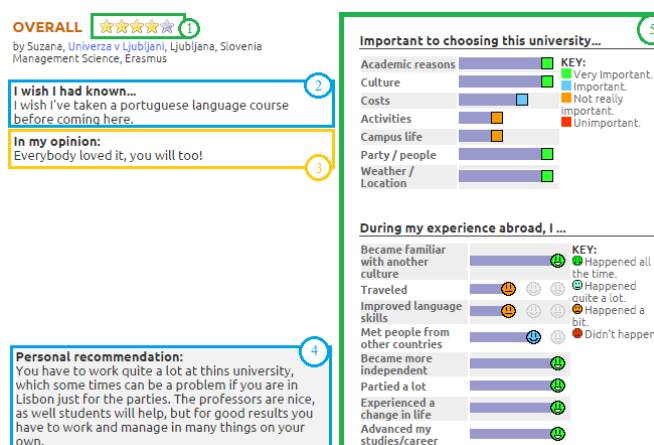 OVERALL
1
by Suzana, Univerza v Ljubljani, Ljubljana, Slovenia
Management Science, Erasmus
2
I wish I had known...
I wish I've taken a portuguese language course
before coming here.
In my opinion:
Everybody loved it, you will too!
3
4
Personal recommendation:
You have to work quite a lot at thins university,
which some times can be a problem if you are in
Lisbon just for the parties. The professors are nice,
as well students will help, but for good results you
have to work and manage in many things on your
own.
5
Important to choosing this university...
Academic reasons
Culture
Costs
Activities
Campus life
Party / people
Weather /
Location
KEY:
Very Important.
Important.
Not really
important.
Unimportant.
During my experience abroad, I ...
Became familiar
with another
culture
Traveled
Improved language
skills
Met people from
other countries
Became more
independent
Partied a lot
Experienced a
change in life
Advanced my
studies/career
KEY:
Happened all
the time.
Happened
quite a lot.
Happened a
bit.
Didn't happen